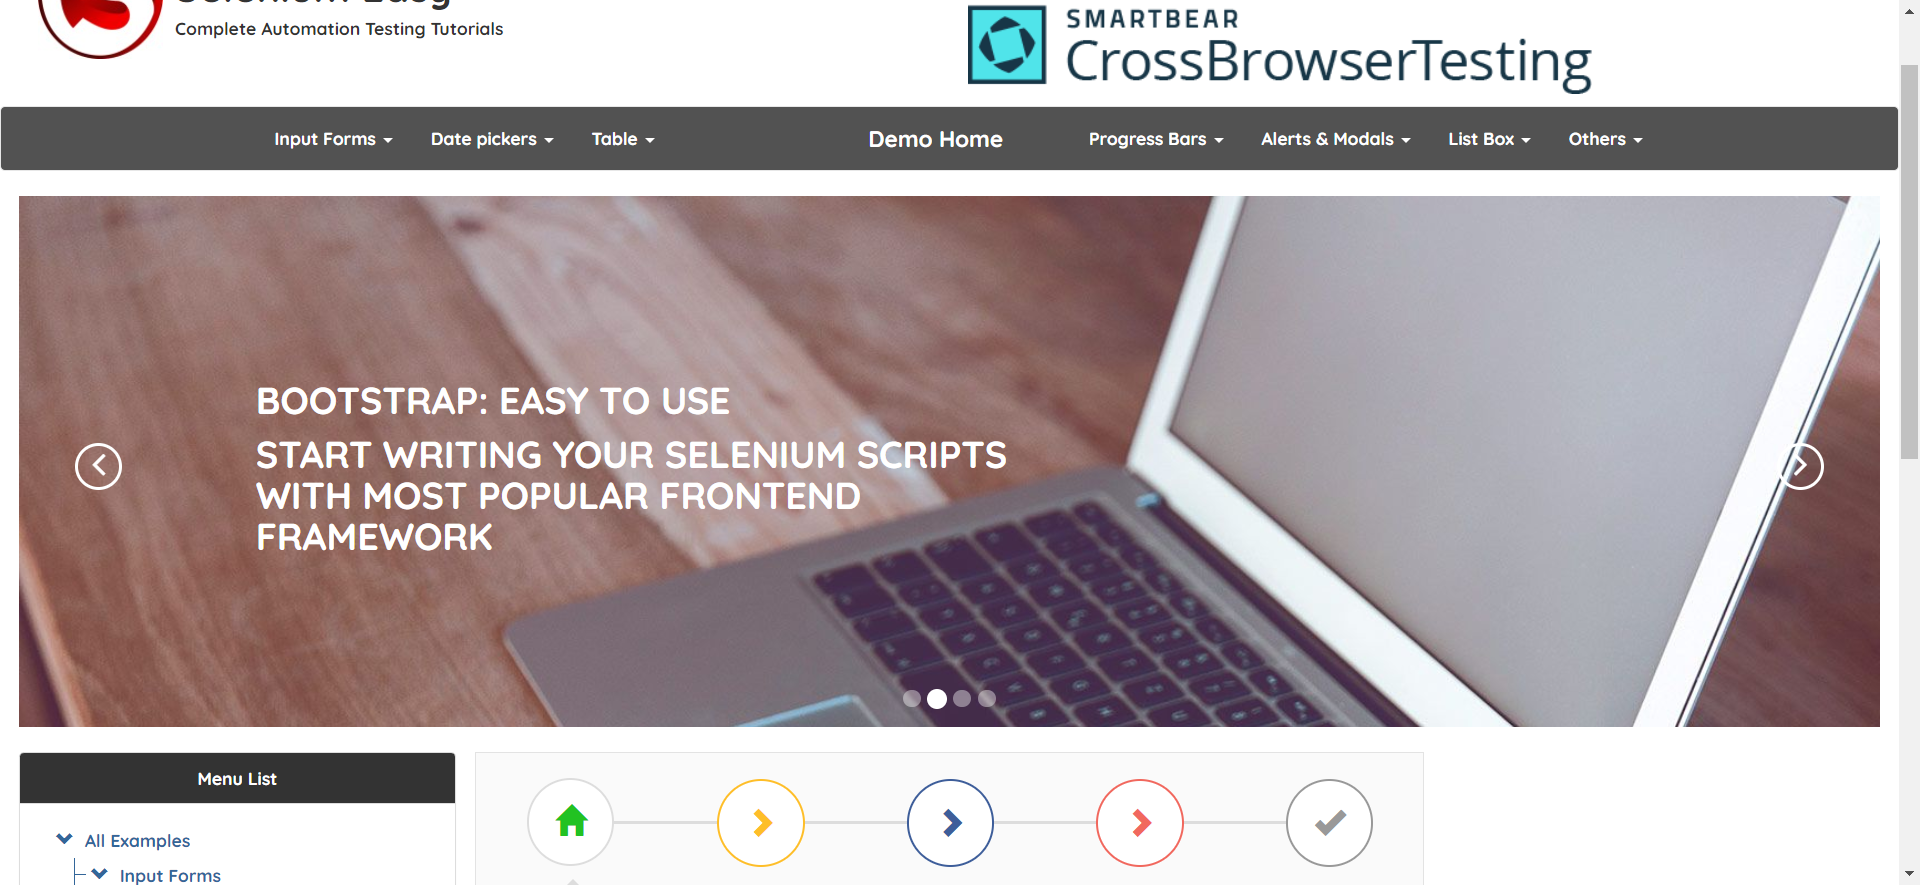 Selenium Easy
Complete Automation Testing Tutorials
SMARTBEAR
CrossBrowserTesting
Input Forms
Date pickers
Table
Demo Home
Progress Bars
Alerts & Modals
List Box
Others
BOOTSTRAP: EASY TO USE
START WRITING YOUR SELENIUM SCRIPTS
WITH MOST POPULAR FRONTEND
FRAMEWORK
Menu List
All Examples
Input Forms